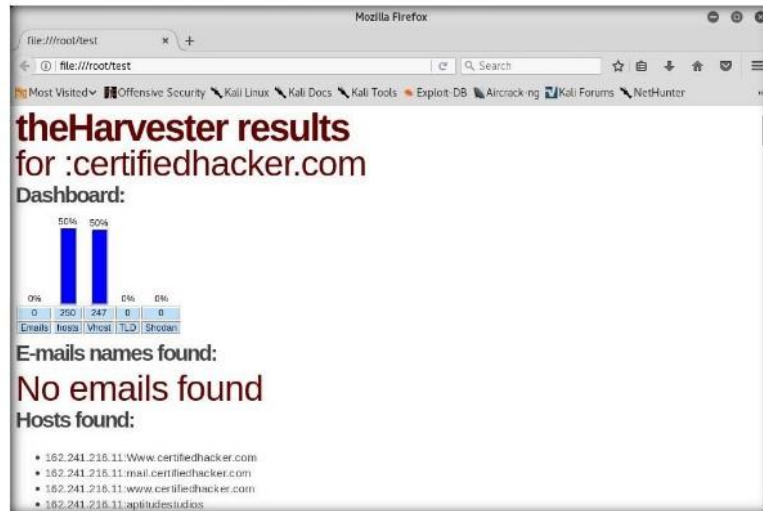 Mozilla Firefox
file:///root/test
file:///root/test
Search
Most Visited Offensive Security Kali Linux Kali Docs Kali Tools Exploit-DB Aircrack-ng Kali Forums NetHunter
theHarvester results
for :certifiedhacker.com
Dashboard:
50% 50%
0% 0% 0%
0 250 247 0 0
Emails hosts Vhost TLD Shodan
E-mails names found:
No emails found
Hosts found:
162.241.216.11:Www.certifiedhacker.com
162.241.216.11:mail.certifiedhacker.com
162.241.216.11:www.certifiedhacker.com
162.241.216.11:aptitudestudios